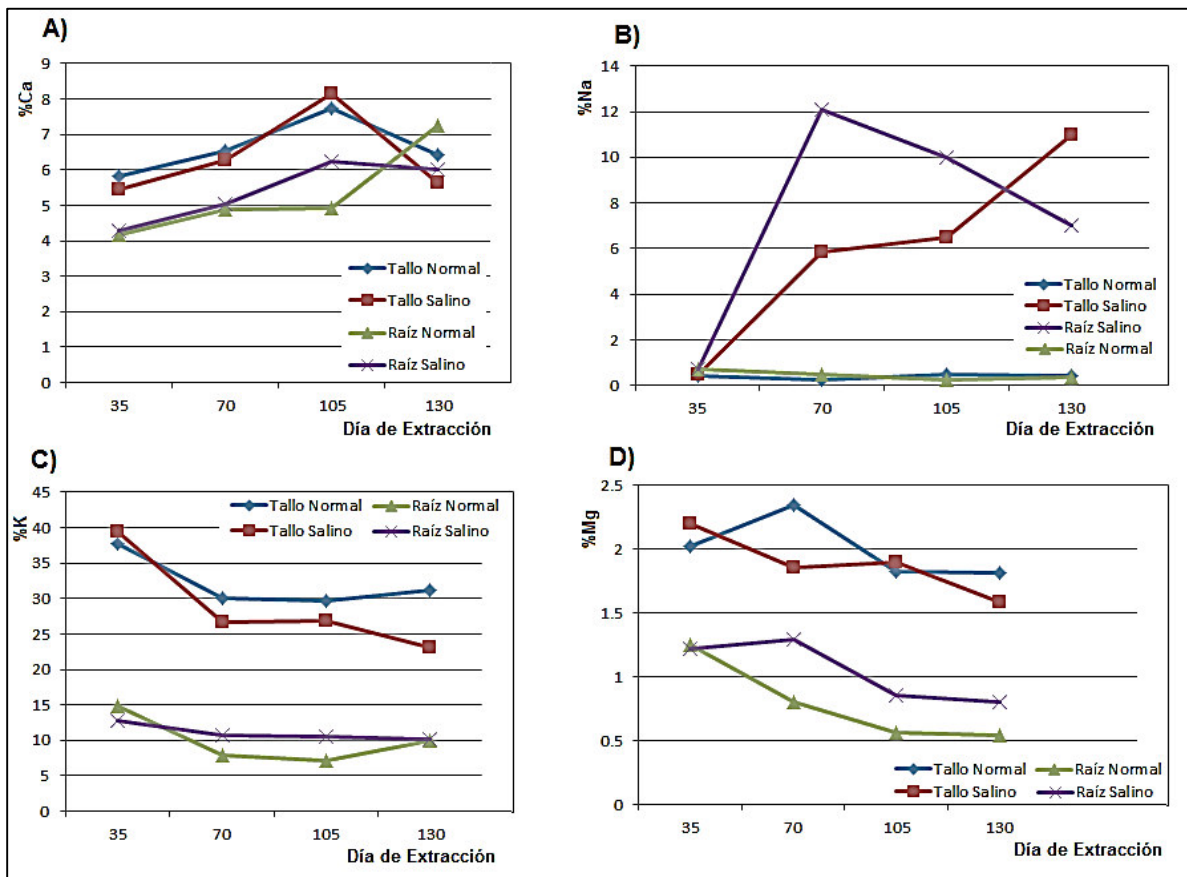 A)
%Ca
9
8
7
6
5
4
3
2
1
0
Tallo Normal
Tallo Salino
Raíz Normal
Raíz Salino
35 70 105 130
Día de Extracción
B)
%Na
14
12
10
8
6
4
2
0
Tallo Normal
Tallo Salino
Raíz Salino
Raíz Normal
35 70 105 130
Día de Extracción
C)
%K
45
40
35
30
25
20
15
10
5
0
Tallo Normal Raíz Normal
Tallo Salino Raíz Salino
35 70 105 130
Día de Extracción
D)
%Mg
2.5
2
1.5
1
0.5
0
Tallo Normal Raíz Normal
Tallo Salino Raíz Salino
35 70 105 130
Día de Extracción